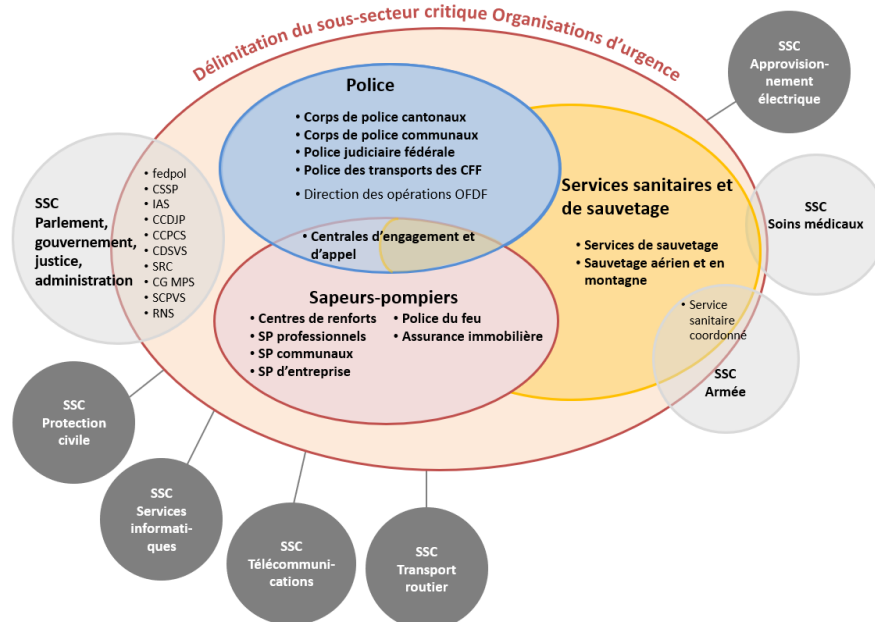 Délimitation du sous-secteur critique Organisations d'urgence
SSC
Approvision-
nement
électrique
Police
• Corps de police cantonaux
• Corps de police communaux
• Police judiciaire fédérale
• Police des transports des CFF
• Direction des opérations OFDF
• Centrales d'engagement et
d'appel
SSC
Parlement,
gouvernement,
justice,
administration
• fedpol
• CSSP
• IAS
• CCDJP
• CCPCS
• CDSVS
• SRC
• CG MPS
• SCPVS
• RNS
Services sanitaires et
de sauvetage
• Services de sauvetage
• Sauvetage aérien et en
montagne
SSC
Soins médicaux
Sapeurs-pompiers
• Centres de renforts
• SP professionnels
• SP communaux
• SP d'entreprise
• Police du feu
• Assurance immobilière
• Service
sanitaire
coordonné
SSC
Armée
SSC
Protection
civile
SSC
Services
informati-
ques
SSC
Télécommuni-
cations
SSC
Transport
routier